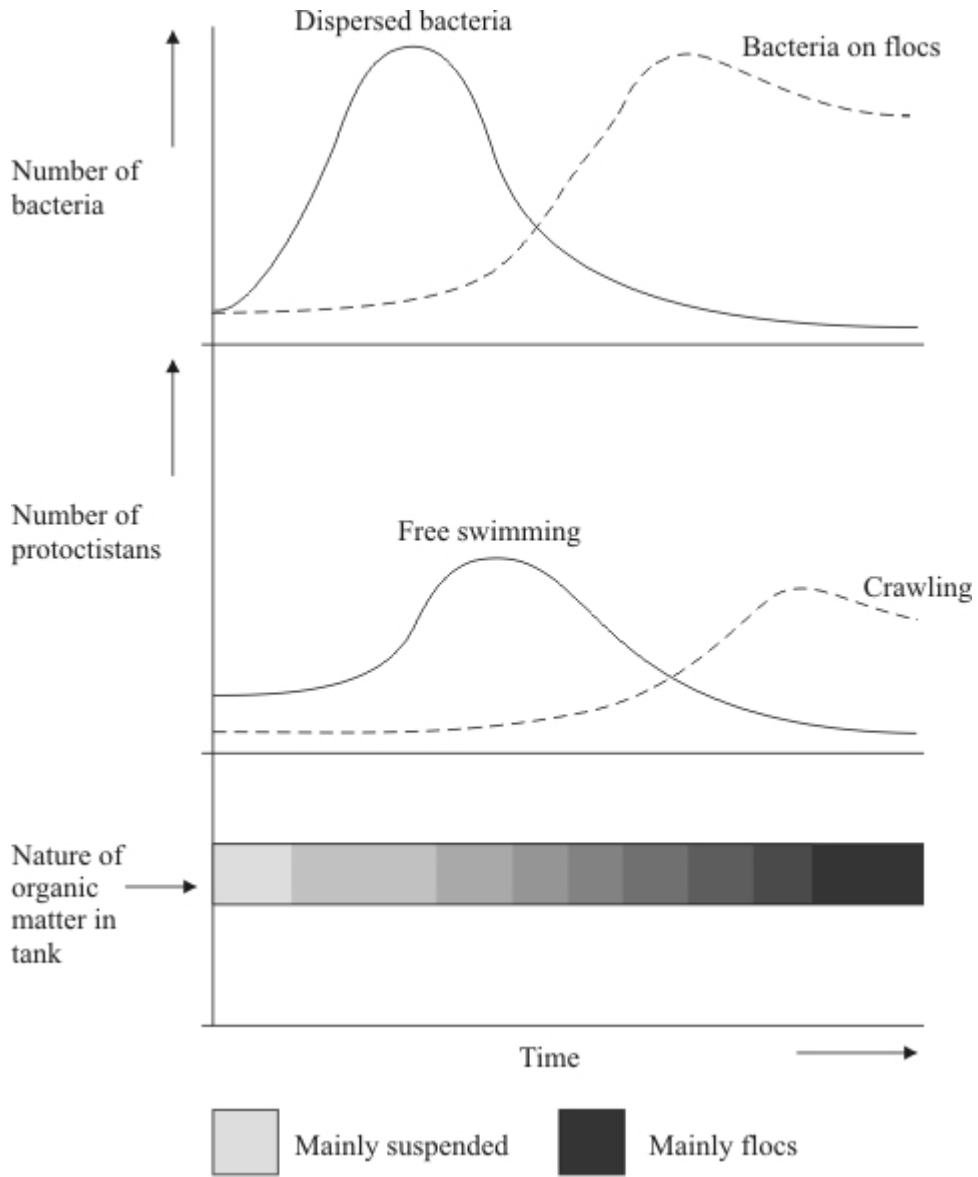 Dispersed bacteria
Bacteria on flocs
Number of
bacteria
Number of
protoctistans
Free swimming
Crawling
Nature of
organic
matter in
tank
Time
Mainly suspended
Mainly flocs